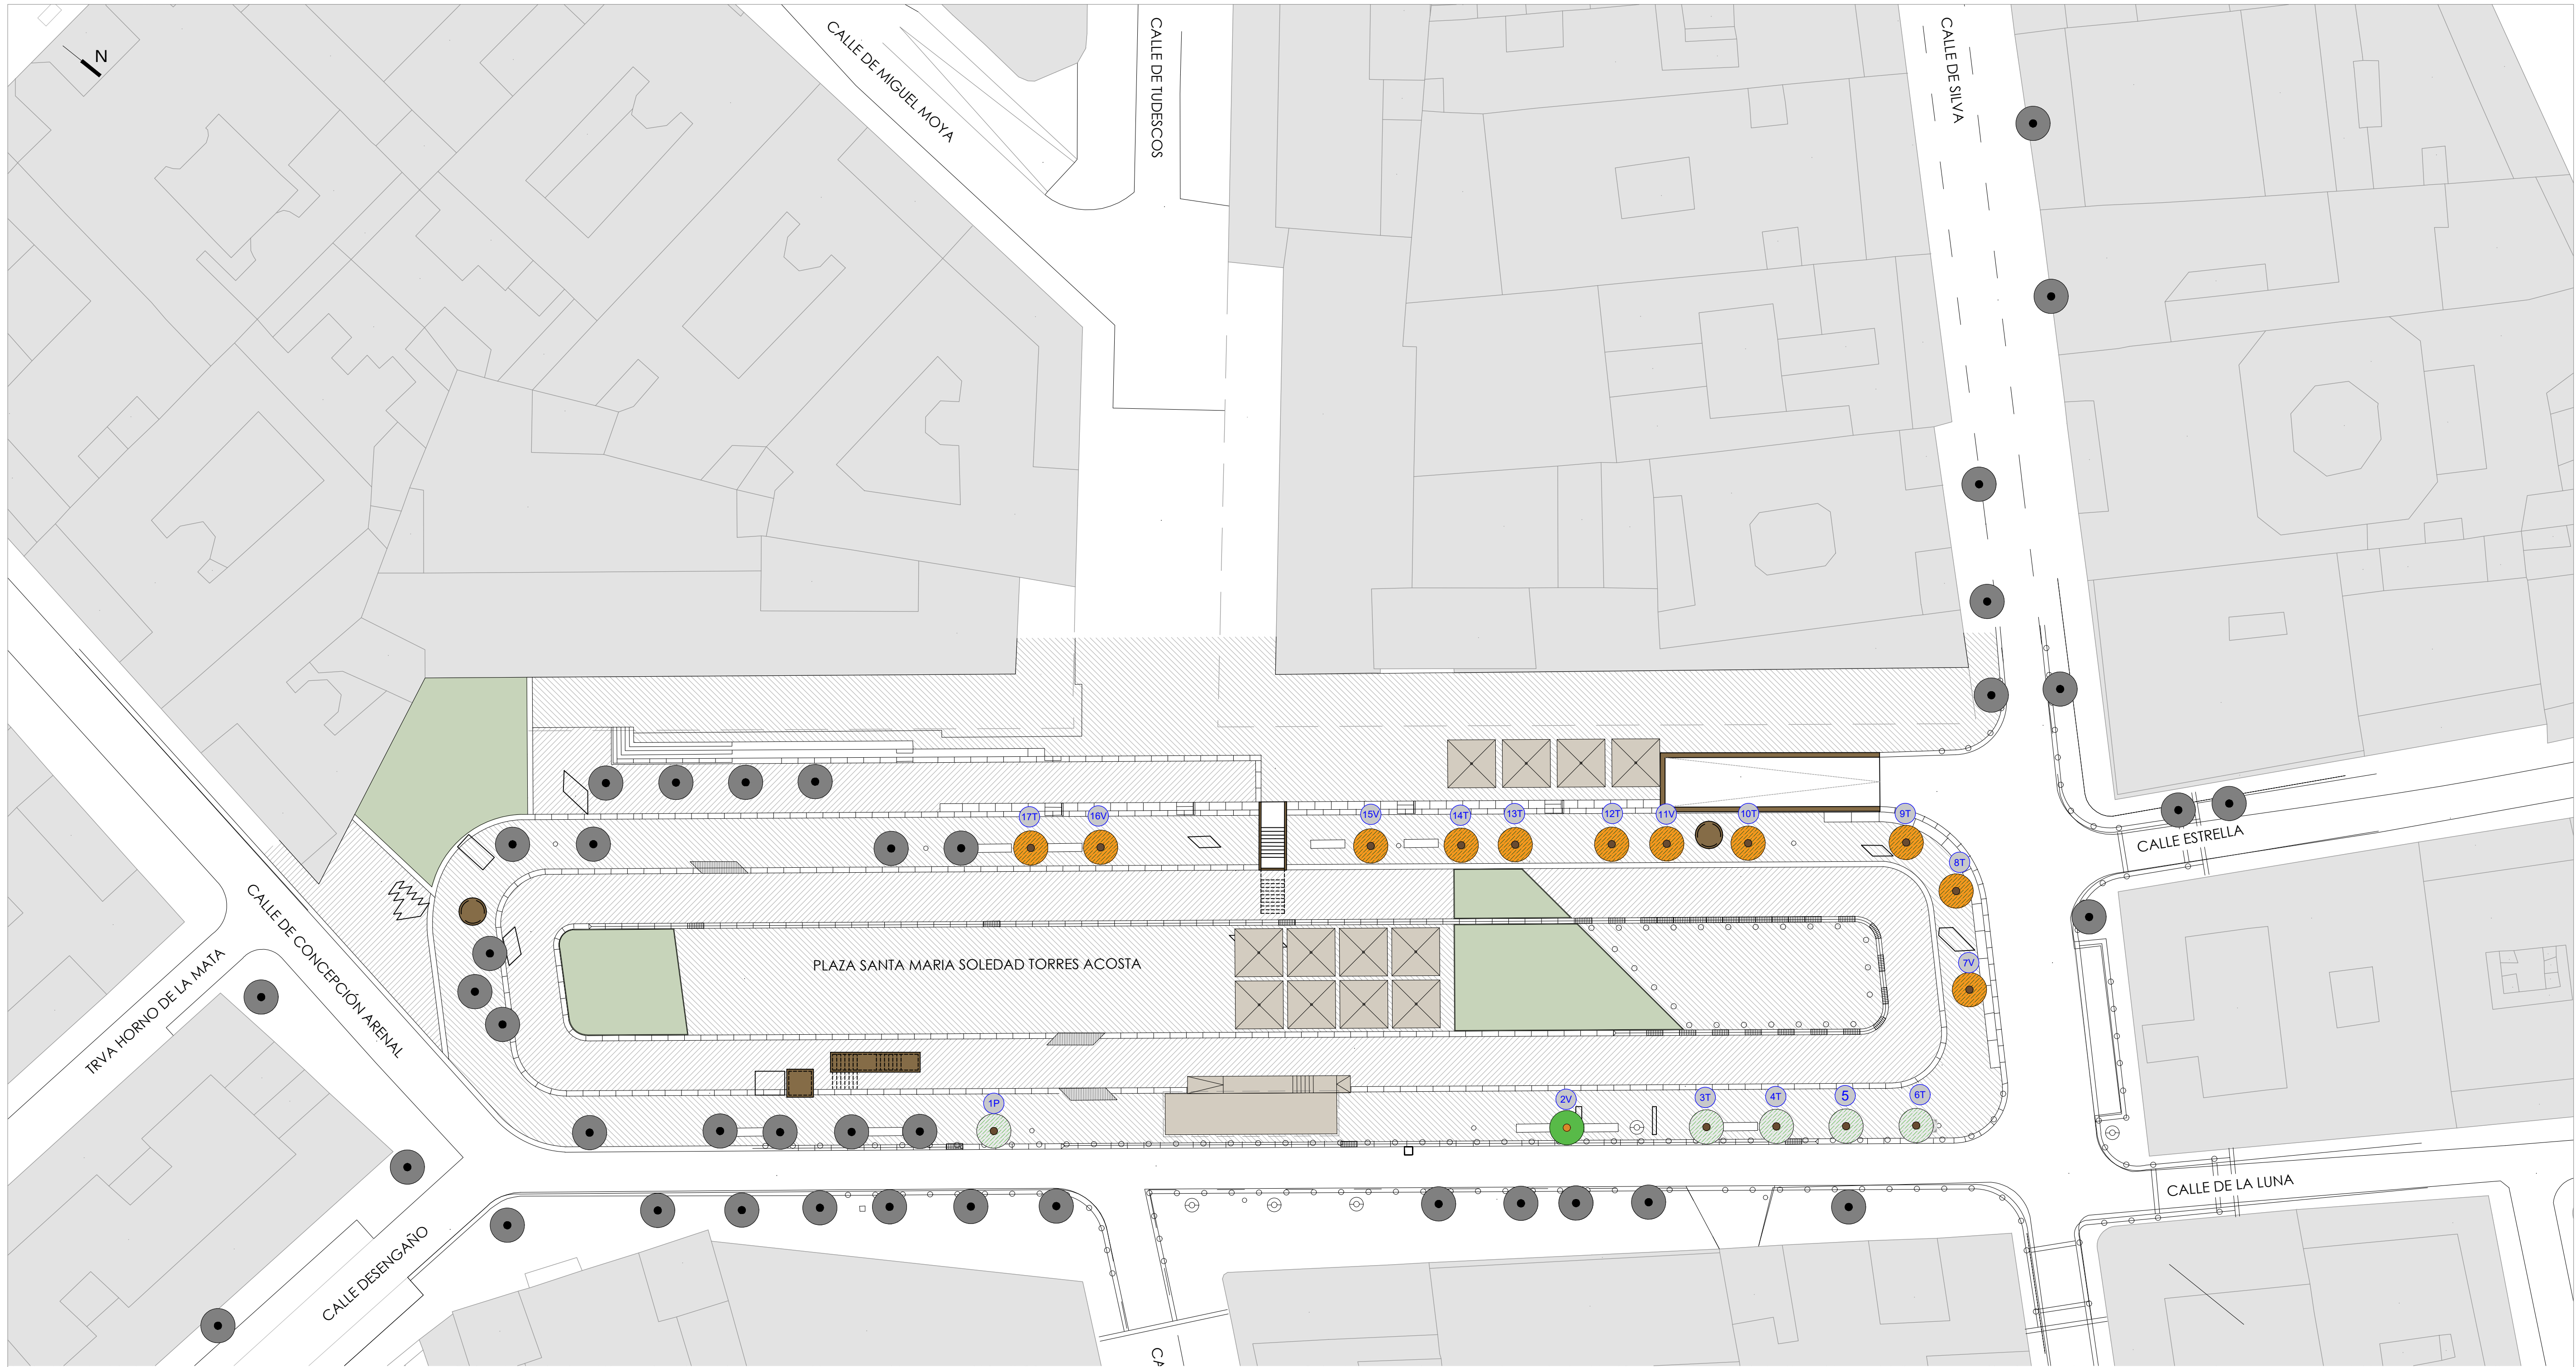 N
CALLE DE MIGUEL MOYA
CALLE DE TUDESCOS
CALLE DE SILVA
17T
16V
15V
14T
13T
12T
11V
10T
9T
8T
7V
CALLE ESTRELLA
PLAZA SANTA MARIA SOLEDAD TORRES ACOSTA
CALLE DE CONCEPCIÓN ARENAL
TRVA HORNO DE LA MATA
1P
2V
3T
4T
5
6T
CALLE DE LA LUNA
CALLE DESENGAÑO
CA